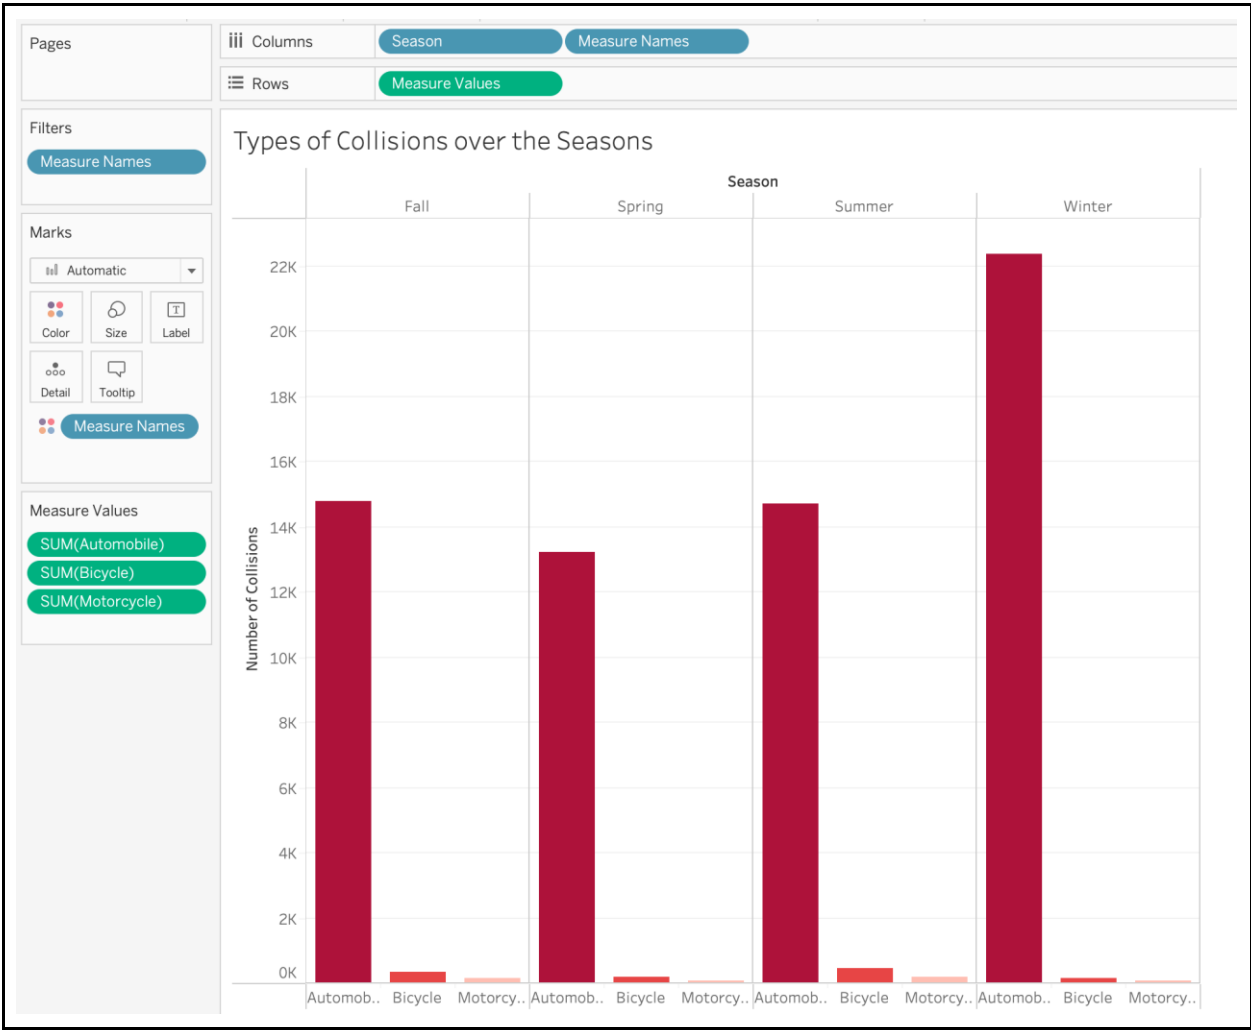 Pages
Columns
Season
Measure Names
Rows
Measure Values
Filters
Measure Names
Marks
Automatic
Color
Size
Label
Detail
Tooltip
Measure Names
Measure Values
SUM(Automobile)
SUM(Bicycle)
SUM(Motorcycle)
Types of Collisions over the Seasons
Season
Fall
Spring
Summer
Winter
Number of Collisions
22K
20K
18K
16K
14K
12K
10K
8K
6K
4K
2K
0K
Automob.. Bicycle Motorcy.. Automob.. Bicycle Motorcy.. Automob.. Bicycle Motorcy.. Automob.. Bicycle Motorcy..